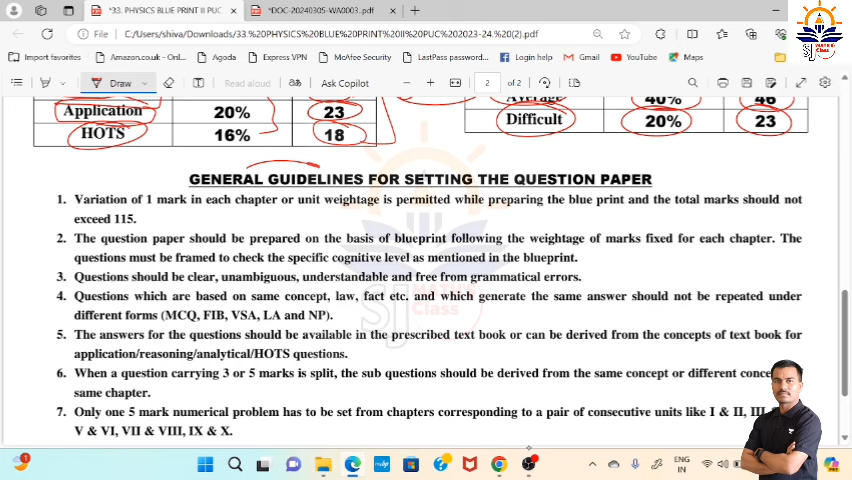 *33. PHYSICS BLUE PRINT II PUC
*DOC-20240305-WA0003.pdf
File
C:/Users/shiva/Downloads/33.%20PHYSICS%20BLUE%20PRINT%20II%20PUC%202023-24.%20(2).pdf
Import favorites
Amazon.co.uk - Onl...
Agoda
Express VPN
McAfee Security
LastPass password...
Facebook login help
YouTube
Maps
Draw
Read aloud
Ask Copilot
2
of 2
Application 20% 23
HOTS 16% 18
Average 40% 46
Difficult 20% 23
GENERAL GUIDELINES FOR SETTING THE QUESTION PAPER
1. Variation of 1 mark in each chapter or unit weightage is permitted while preparing the blue print and the total marks should not
exceed 115.
2. The question paper should be prepared on the basis of blueprint following the weightage of marks fixed for each chapter. The
questions must be framed to check the specific cognitive level as mentioned in the blueprint.
3. Questions should be clear, unambiguous, understandable and free from grammatical errors.
4. Questions which are based on same concept, law, fact etc. and which generate the same answer should not be repeated under
different forms (MCQ, FIB, VSA, LA and NP).
5. The answers for the questions should be available in the prescribed text book or can be derived from the concepts of text book for
application/reasoning/analytical/HOTS questions.
6. When a question carrying 3 or 5 marks is split, the sub questions should be derived from the same concept or different
same chapter.
7. Only one 5 mark numerical problem has to be set from chapters corresponding to a pair of consecutive units like I & II, III
V & VI, VII & VIII, IX & X.
SJ MATHS Class
ENG
IN